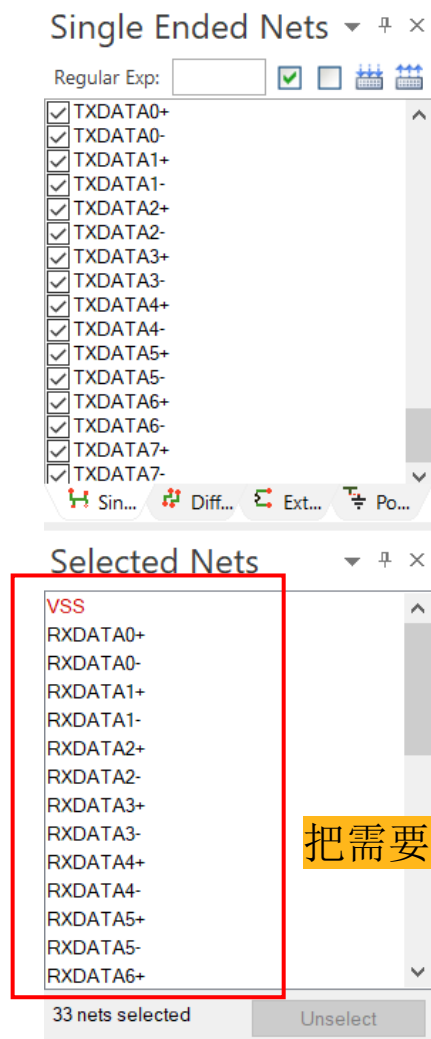 Single Ended Nets
Regular Exp:
TXDATA0+
TXDATA0-
TXDATA1+
TXDATA1-
TXDATA2+
TXDATA2-
TXDATA3+
TXDATA3-
TXDATA4+
TXDATA4-
TXDATA5+
TXDATA5-
TXDATA6+
TXDATA6-
TXDATA7+
TXDATA7-
Sin... Diff... Ext... Po...
Selected Nets
VSS
RXDATA0+
RXDATA0-
RXDATA1+
RXDATA1-
RXDATA2+
RXDATA2-
RXDATA3+
RXDATA3-
RXDATA4+
RXDATA4-
RXDATA5+
RXDATA5-
RXDATA6+
把需要
33 nets selected Unselect